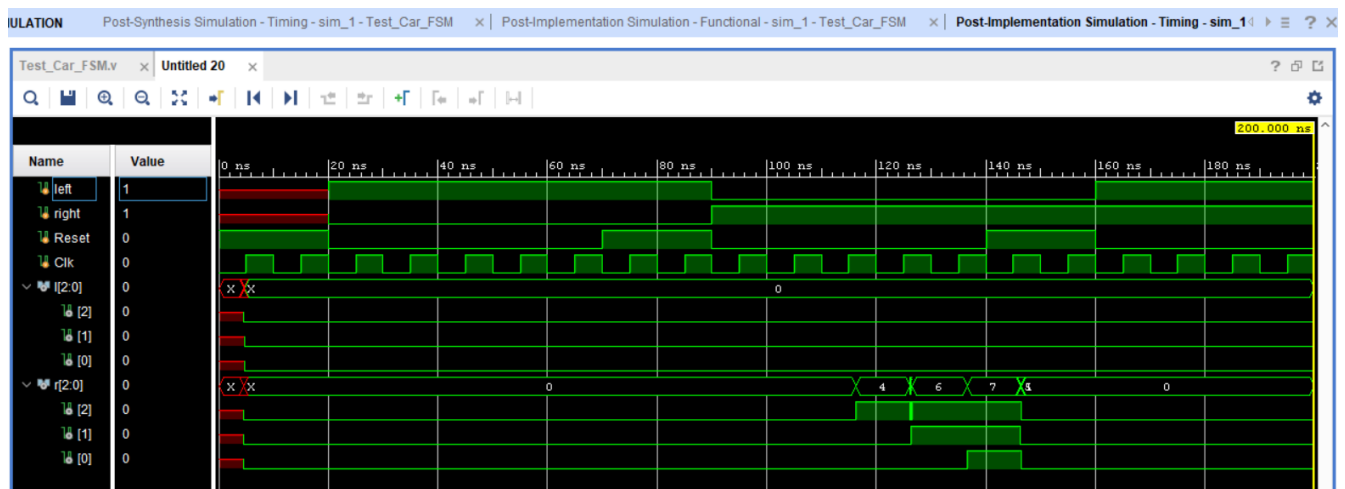 ULATION Post-Synthesis Simulation - Timing - sim_1 - Test_Car_FSM × Post-Implementation Simulation - Functional - sim_1 - Test_Car_FSM × Post-Implementation Simulation - Timing - sim_1 ? ×
Test_Car_FSM.v × Untitled 20 × ?
200.000 ns
Name Value 0 ns 20 ns 40 ns 60 ns 80 ns 100 ns 120 ns 140 ns 160 ns 180 ns
left 1
right 1
Reset 0
Clk 0
l[2:0] 0 X X 0
[2] 0
[1] 0
[0] 0
r[2:0] 0 X X 0 4 6 7 0
[2] 0
[1] 0
[0] 0